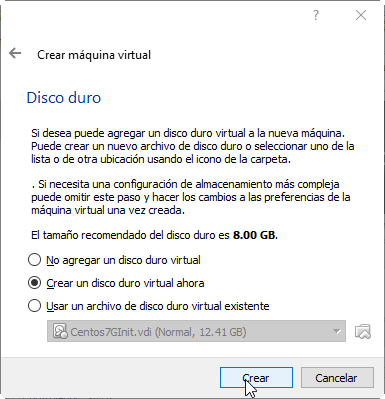 ?
Crear máquina virtual
Disco duro
Si desea puede agregar un disco duro virtual a la nueva máquina.
Puede crear un nuevo archivo de disco duro o seleccionar uno de la
lista o de otra ubicación usando el icono de la carpeta.
. Si necesita una configuración de almacenamiento más compleja
puede omitir este paso y hacer los cambios a las preferencias de la
máquina virtual una vez creada.
El tamaño recomendado del disco duro es 8.00 GB.
No agregar un disco duro virtual
Crear un disco duro virtual ahora
Usar un archivo de disco duro virtual existente
Centos7GInit.vdi (Normal, 12.41 GB)
Crear Cancelar